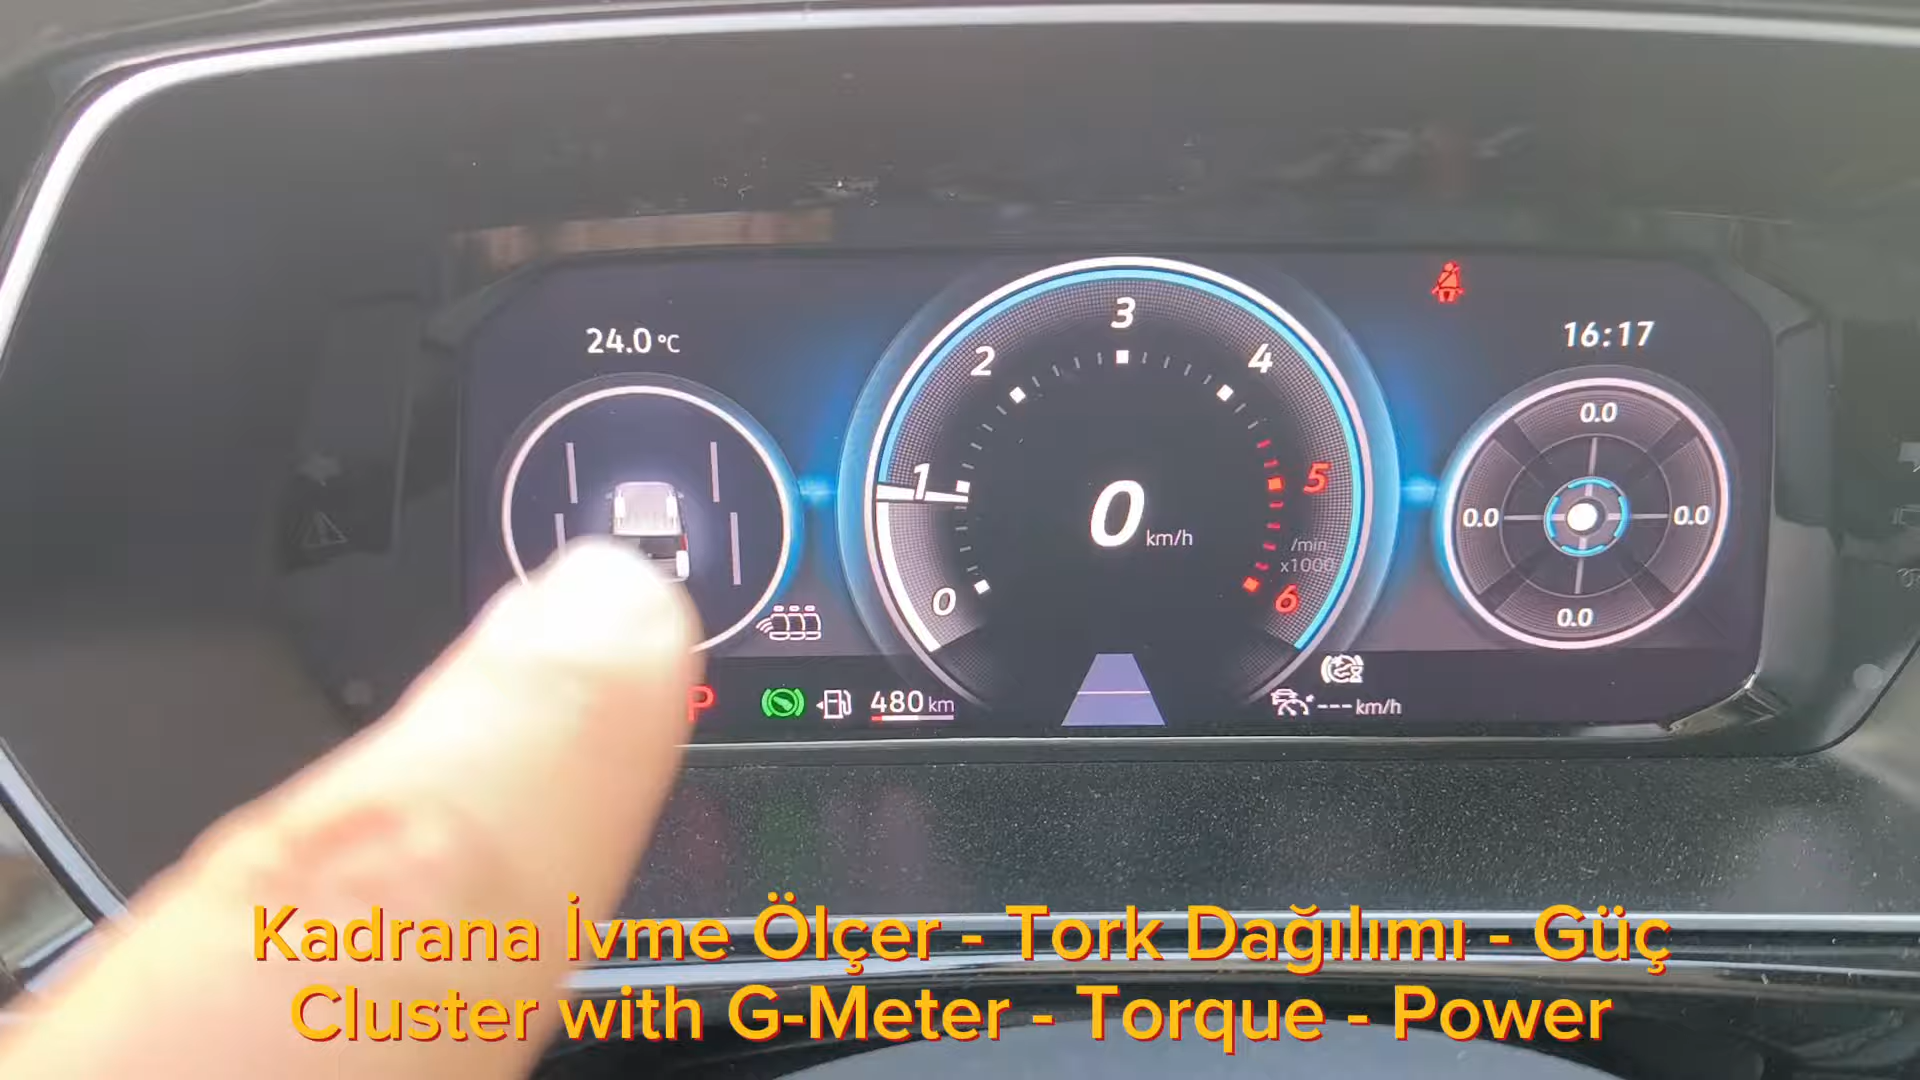 24.0 °C
16:17
3
2
4
1
5
0
6
0 km/h
/min
x1000
0.0
0.0
0.0
0.0
P
480 km
--- km/h
Kadrana İvme Ölçer - Tork Dağılımı - Güç
Cluster with G-Meter - Torque - Power